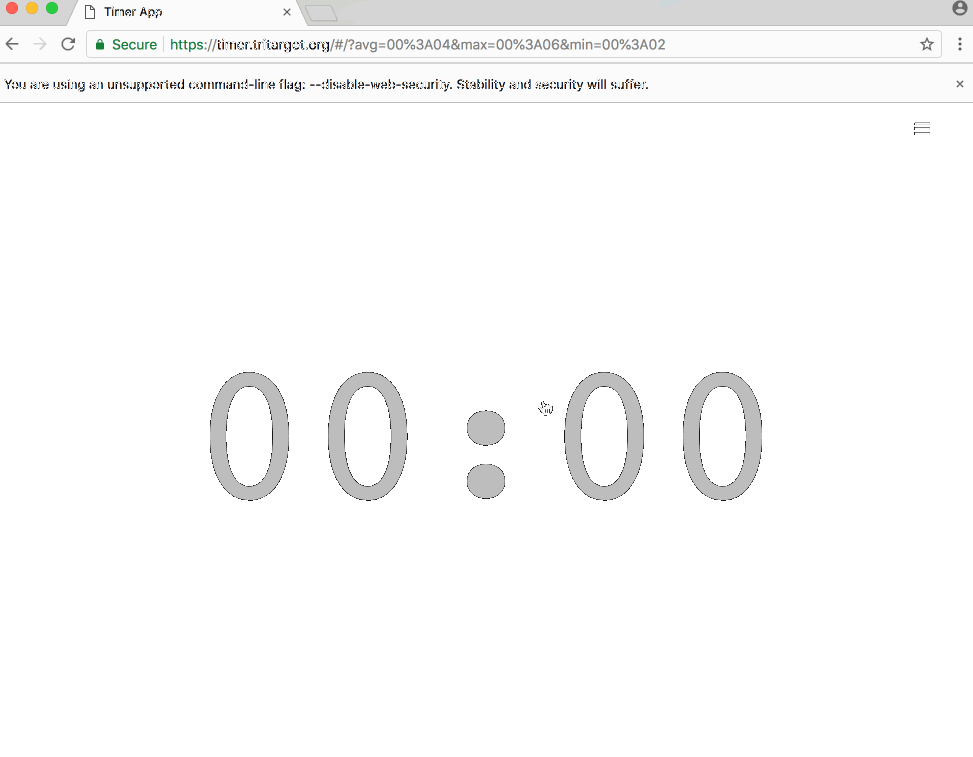 Timer App
Secure https://timer.tritarget.org/#/?avg=00%3A04&max=00%3A06&min=00%3A02
You are using an unsupported command-line flag: --disable-web-security. Stability and security will suffer.
00:00